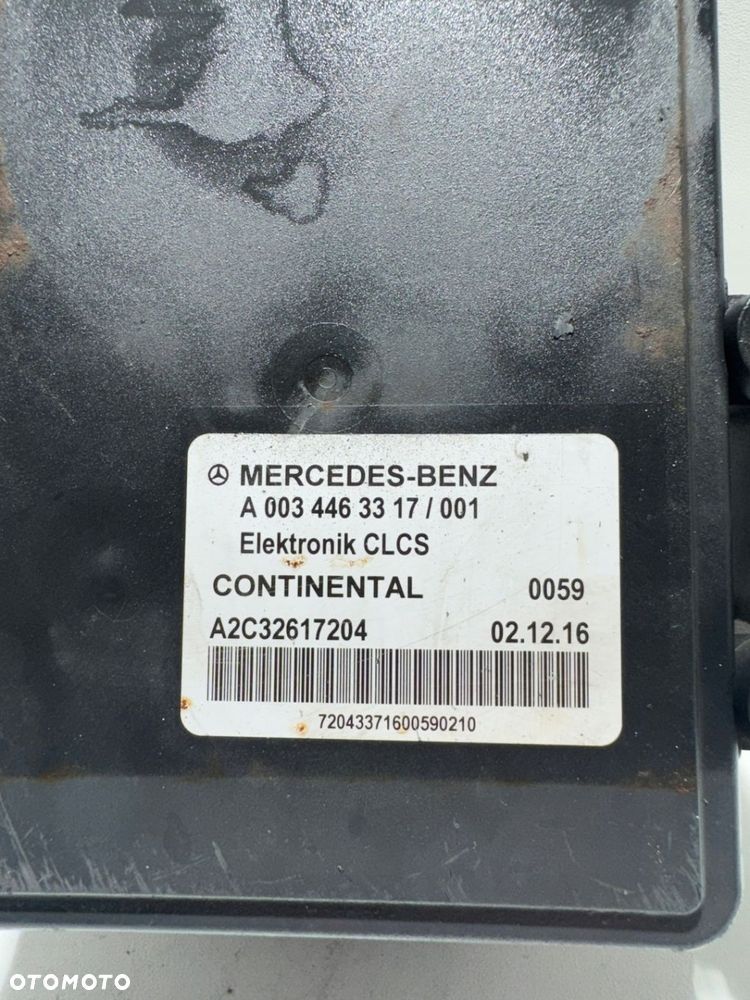 MERCEDES-BENZ
A 003 446 33 17 / 001
Elektronik CLCS
CONTINENTAL 0059
A2C32617204 02.12.16
72043371600590210
OTOMOTO